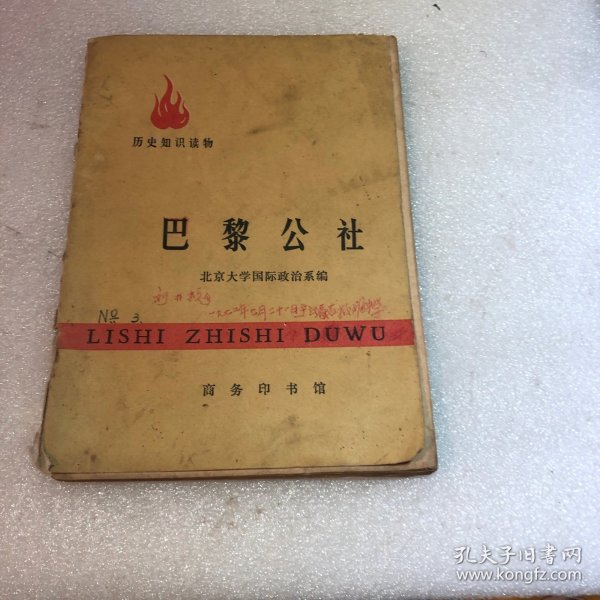 历史知识读物
巴黎公社
北京大学国际政治系编
No 3.
LISHI ZHISHI DUWU
商务印书馆
孔夫子旧书网
www.kongfz.com